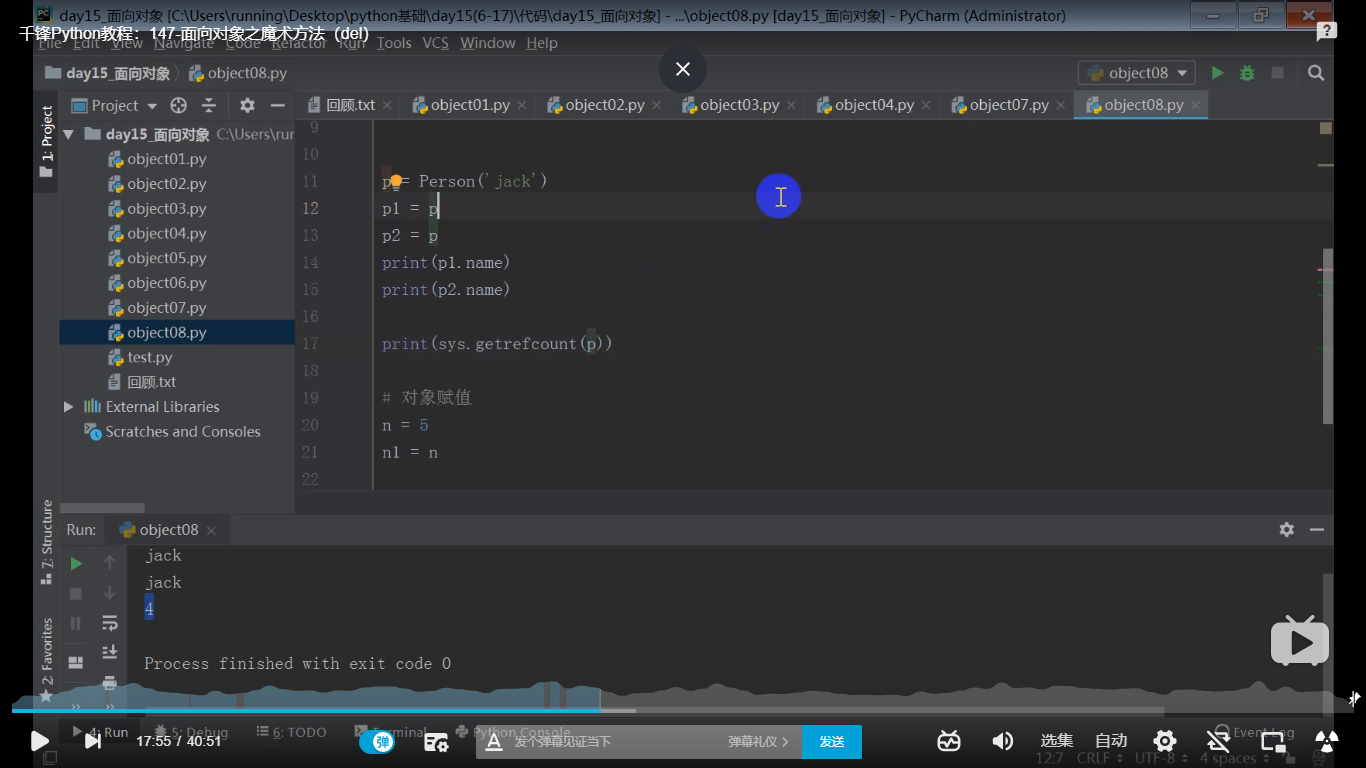 day15_面向对象 [C:\Users\running\Desktop\python基础\day15(6-17)\代码\day15_面向对象] - ...\object08.py [day15_面向对象] - PyCharm (Administrator)
千锋Python教程：147-面向对象之魔术方法（del）
File Edit View Navigate Code Refactor Run Tools VCS Window Help
day15_面向对象 object08.py
object08
1: Project
Project
回顾.txt object01.py object02.py object03.py object04.py object07.py object08.py
day15_面向对象 C:\Users\rur
object01.py
object02.py
object03.py
object04.py
object05.py
object06.py
object07.py
object08.py
test.py
回顾.txt
External Libraries
Scratches and Consoles
9
10
11 p = Person('jack')
12 p1 = p
13 p2 = p
14 print(p1.name)
15 print(p2.name)
16
17 print(sys.getrefcount(p))
18
19 # 对象赋值
20 n = 5
21 n1 = n
22
7: Structure
2: Favorites
Run: object08
jack
jack
4
Process finished with exit code 0
4: Run 5: Debug 6: TODO Terminal Python Console Event Log
17:55 / 40:51
弹
发个弹幕见证当下 弹幕礼仪 > 发送
选集 自动
12:7 CRLF UTF-8 4 spaces